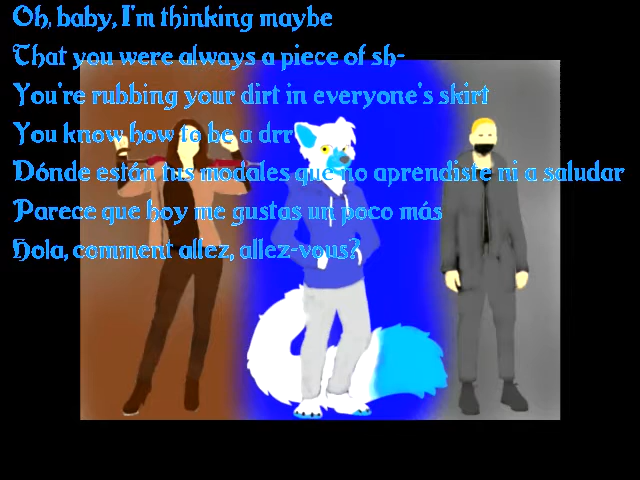 Oh, baby, I'm thinking maybe
That you were always a piece of sh-
You're rubbing your dirt in everyone's skirt
You know how to be a drr
Dónde están tus modales que no aprendiste ni a saludar
Parece que hoy me gustas un poco más
Hola, comment allez, allez-vous?